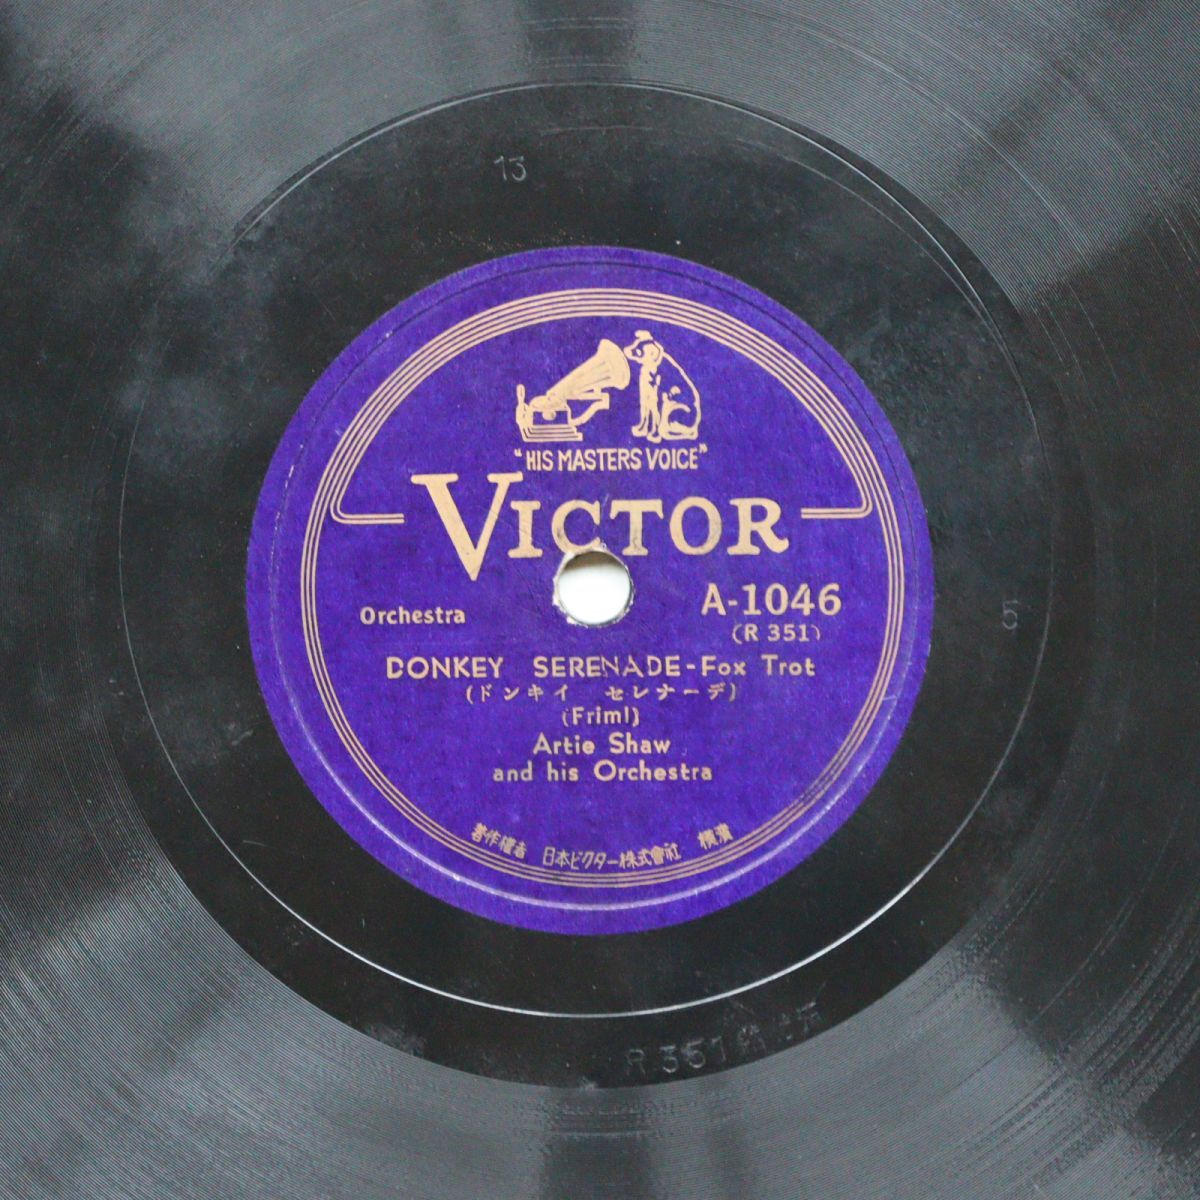 13
"HIS MASTERS VOICE"
VICTOR
Orchestra
A-1046
(R 351)
5
DONKEY SERENADE-Fox Trot
(ドンキイ セレナーデ)
(Friml)
Artie Shaw
and his Orchestra
著作權者 日本ビクター株式會社 横濱
R 351